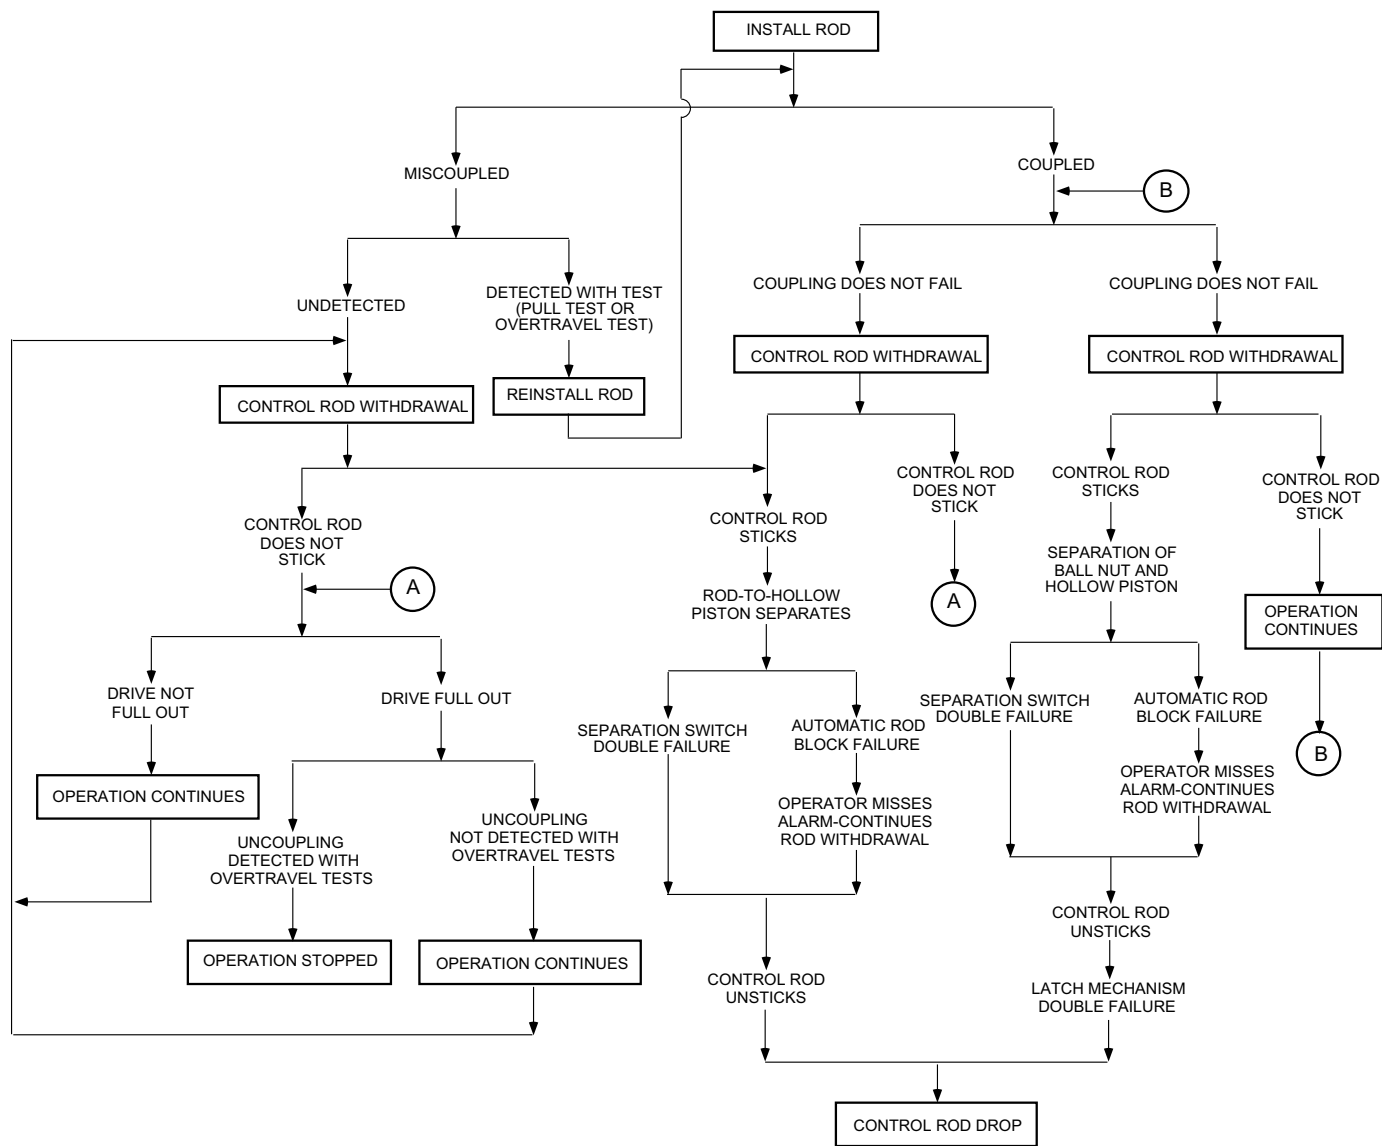 INSTALL ROD
MISCOUPLED
COUPLED
B
UNDETECTED
DETECTED WITH TEST
(PULL TEST OR
OVERTRAVEL TEST)
COUPLING DOES NOT FAIL
COUPLING DOES NOT FAIL
CONTROL ROD WITHDRAWAL
REINSTALL ROD
CONTROL ROD WITHDRAWAL
CONTROL ROD WITHDRAWAL
CONTROL ROD
DOES NOT
STICK
A
CONTROL ROD
STICKS
CONTROL ROD
DOES NOT
STICK
CONTROL ROD
STICKS
CONTROL ROD
DOES NOT
STICK
ROD-TO-HOLLOW
PISTON SEPARATES
A
SEPARATION OF
BALL NUT AND
HOLLOW PISTON
OPERATION
CONTINUES
DRIVE NOT
FULL OUT
DRIVE FULL OUT
SEPARATION SWITCH
DOUBLE FAILURE
AUTOMATIC ROD
BLOCK FAILURE
SEPARATION SWITCH
DOUBLE FAILURE
AUTOMATIC ROD
BLOCK FAILURE
B
OPERATION CONTINUES
OPERATOR MISSES
ALARM-CONTINUES
ROD WITHDRAWAL
OPERATOR MISSES
ALARM-CONTINUES
ROD WITHDRAWAL
UNCOUPLING
DETECTED WITH
OVERTRAVEL TESTS
UNCOUPLING
NOT DETECTED WITH
OVERTRAVEL TESTS
OPERATION STOPPED
OPERATION CONTINUES
CONTROL ROD
UNSTICKS
CONTROL ROD
UNSTICKS
LATCH MECHANISM
DOUBLE FAILURE
CONTROL ROD DROP